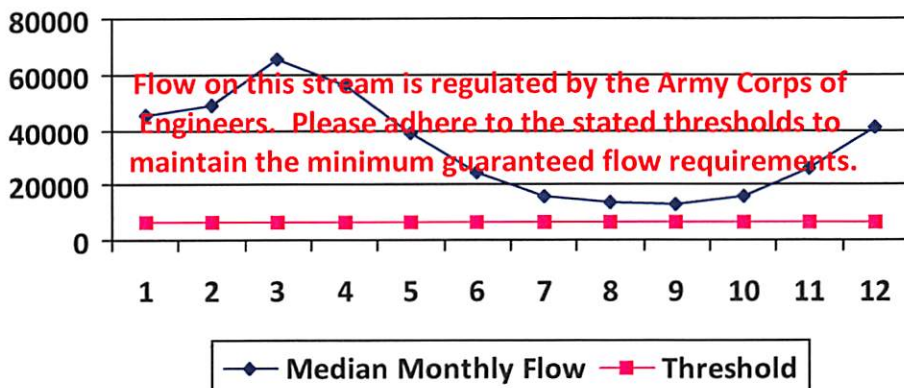 80000
60000
40000
20000
0
Flow on this stream is regulated by the Army Corps of
Engineers. Please adhere to the stated thresholds to
maintain the minimum guaranteed flow requirements.
1 2 3 4 5 6 7 8 9 10 11 12
Median Monthly Flow Threshold